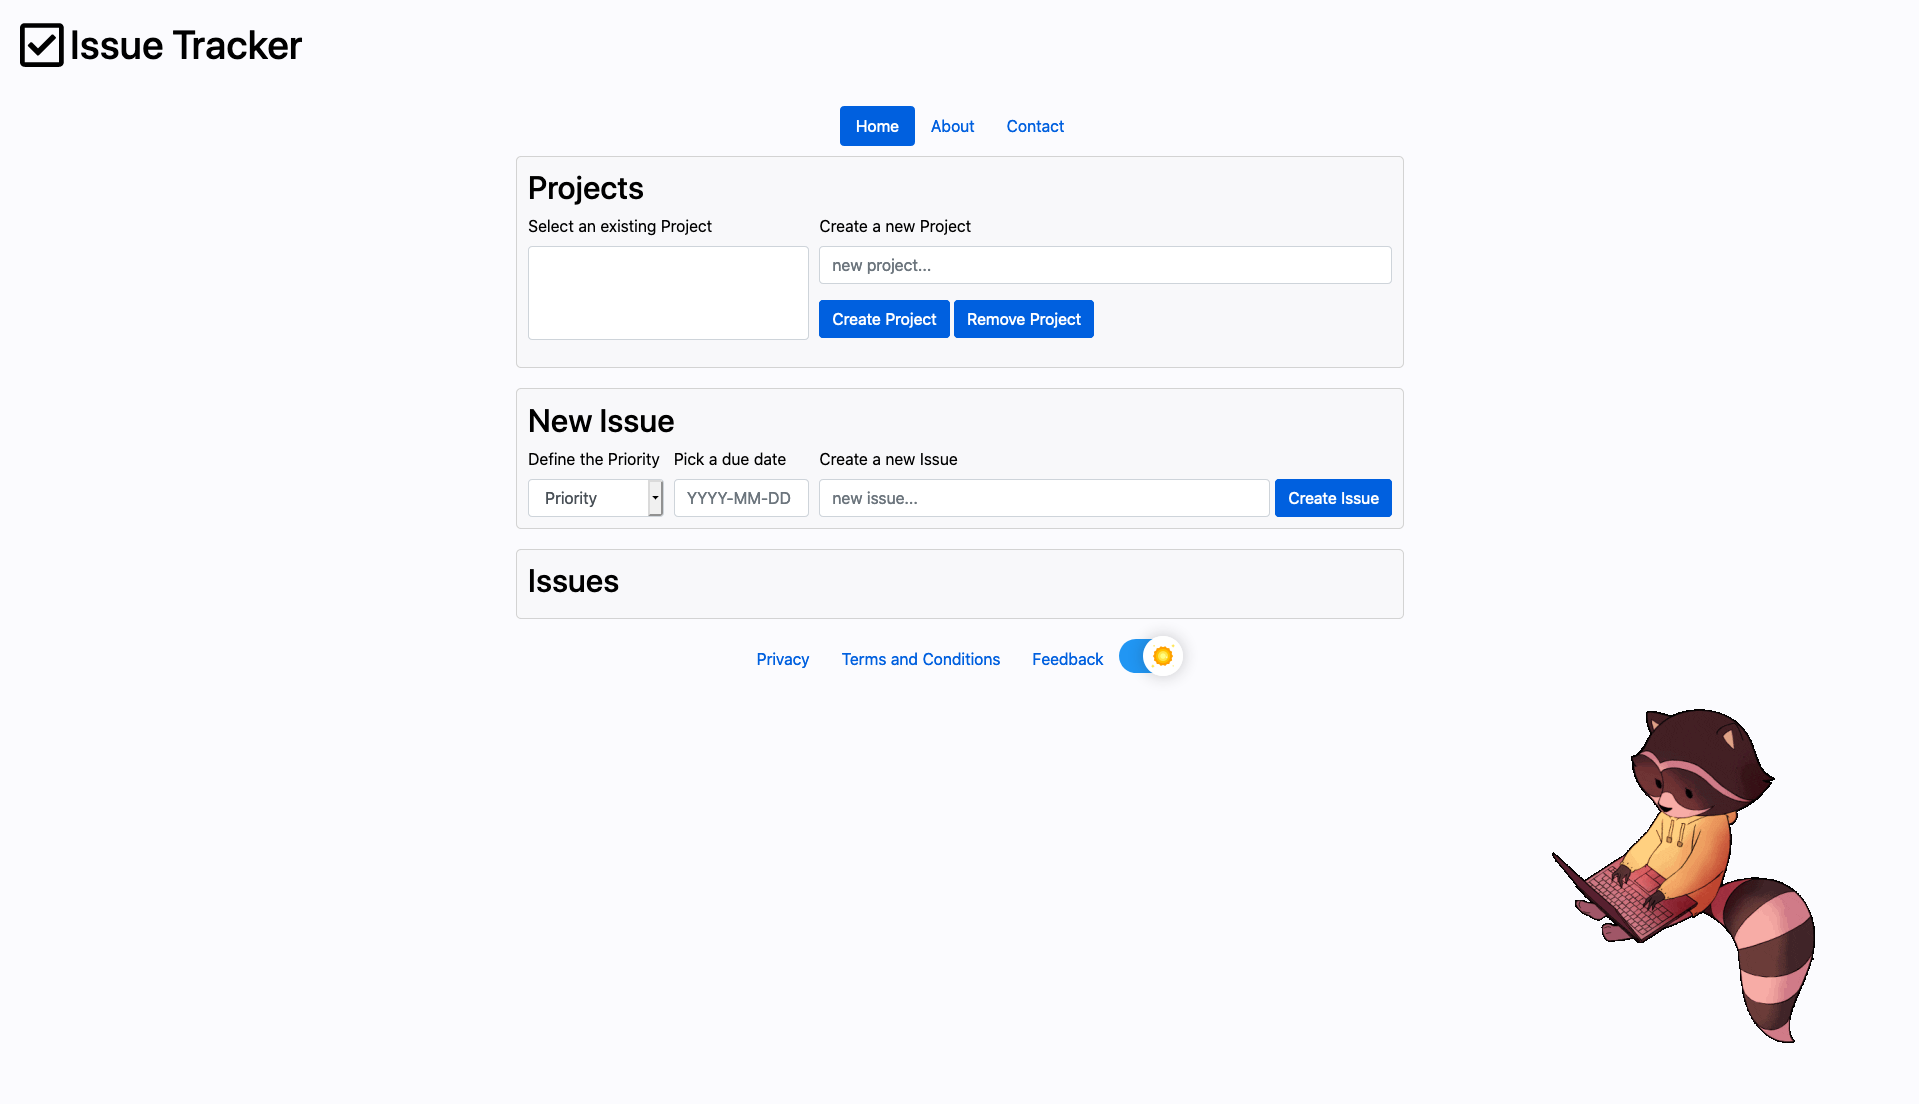 Issue Tracker
Home About Contact
Projects
Select an existing Project
Create a new Project
new project...
Create Project Remove Project
New Issue
Define the Priority Pick a due date Create a new Issue
Priority YYYY-MM-DD new issue... Create Issue
Issues
Privacy Terms and Conditions Feedback